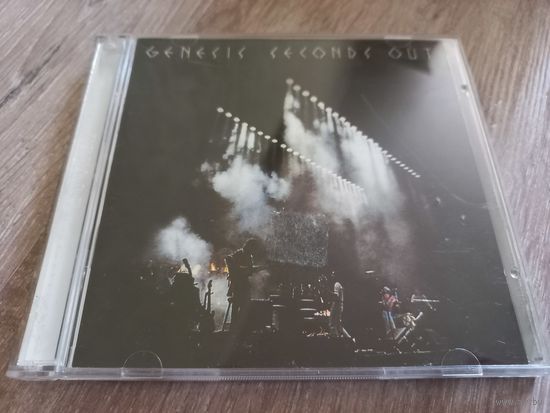 GENESIS SECONDS OUT